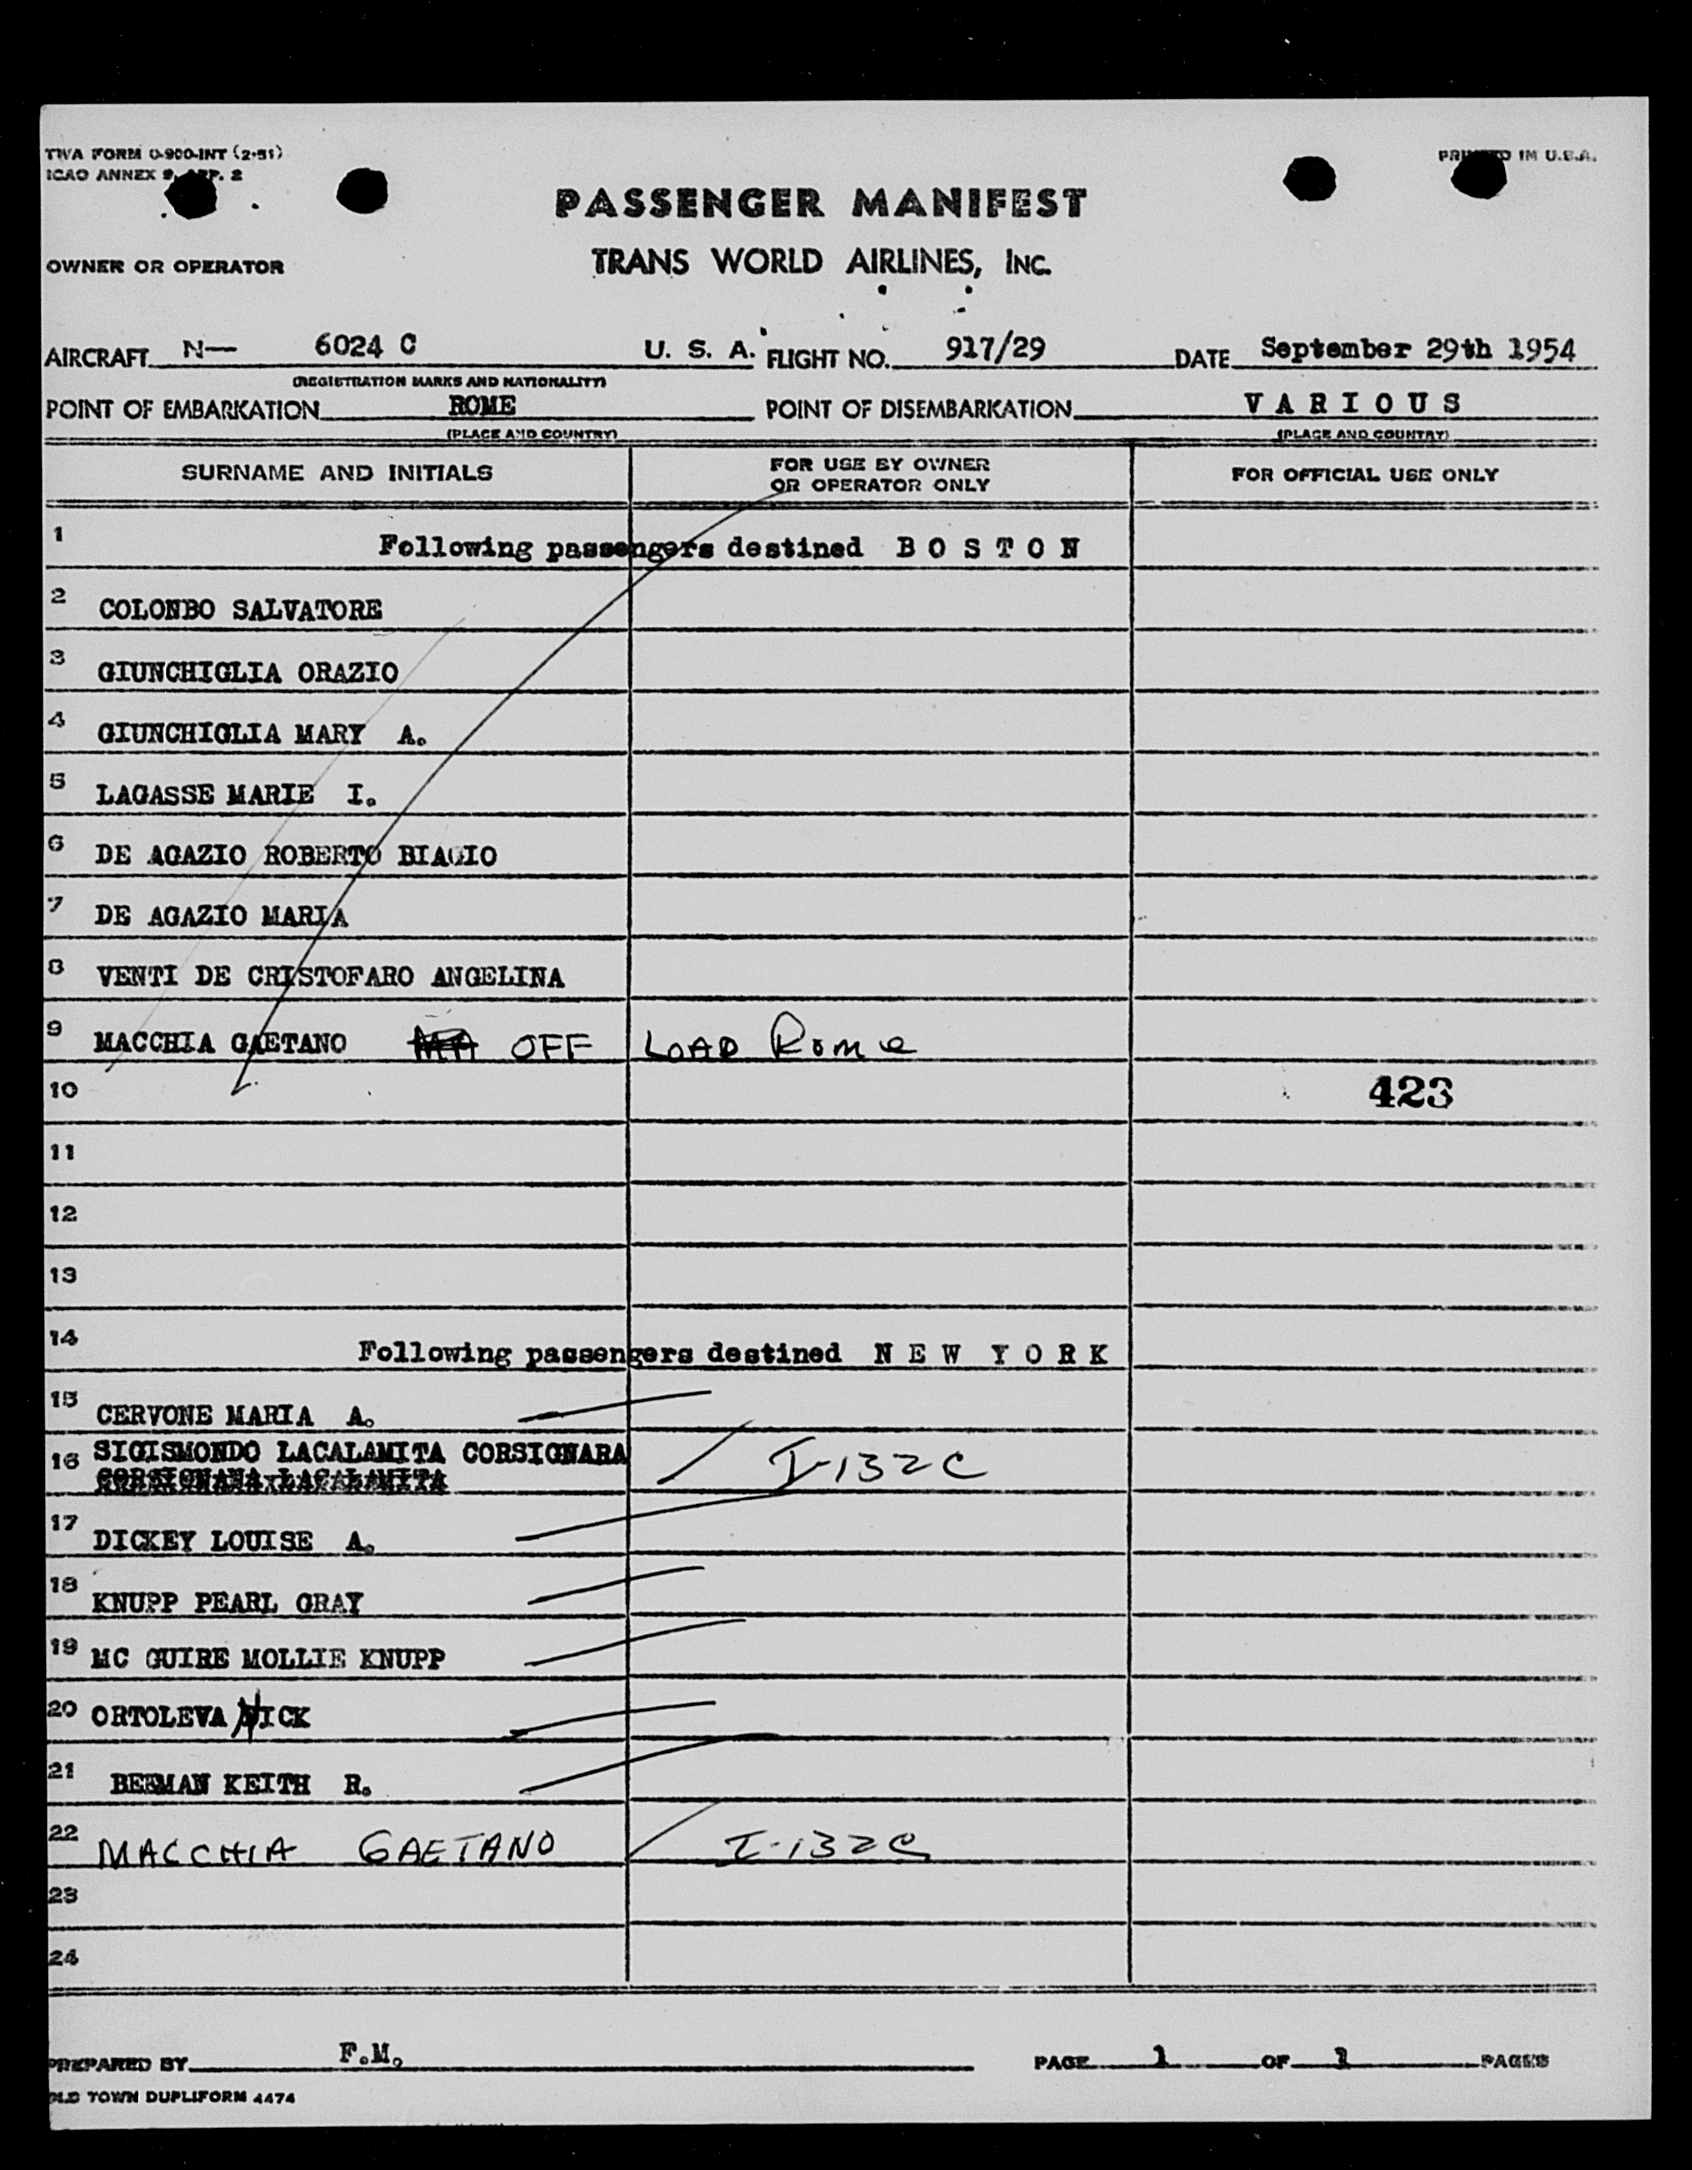 TWA FORM O-900-INT (2-51)
ICAO ANNEX 9, APP. 2
PRINTED IN U.S.A.
PASSENGER MANIFEST
OWNER OR OPERATOR TRANS WORLD AIRLINES, INC.
AIRCRAFT N— 6024 C U. S. A. FLIGHT NO. 917/29 DATE September 29th 1954
(REGISTRATION MARKS AND NATIONALITY)
POINT OF EMBARKATION ROME POINT OF DISEMBARKATION V A R I O U S
(PLACE AND COUNTRY) (PLACE AND COUNTRY)
SURNAME AND INITIALS FOR USE BY OWNER OR OPERATOR ONLY FOR OFFICIAL USE ONLY
1 Following passengers destined B O S T O N
2 COLONBO SALVATORE
3 GIUNCHIGLIA ORAZIO
4 GIUNCHIGLIA MARY A.
5 LAGASSE MARIE I.
6 DE AGAZIO ROBERTO BIAGIO
7 DE AGAZIO MARIA
8 VENTI DE CRISTOFARO ANGELINA
9 MACCHIA GAETANO OFF LOAD Rome
10 423
11
12
13
14 Following passengers destined N E W Y O R K
15 CERVONE MARIA A.
16 SIGISMONDO LACALAMITA CORSIGNARA I-132C
17 DICKEY LOUISE A.
18 KNUPP PEARL GRAY
19 MC GUIRE MOLLIE KNUPP
20 ORTOLEVA NICK
21 BEEMAN KEITH R.
22 MACCHIA GAETANO I-132C
23
24
PREPARED BY F.M. PAGE 1 OF 1 PAGES
OLD TOWN DUPLIFORM 4474